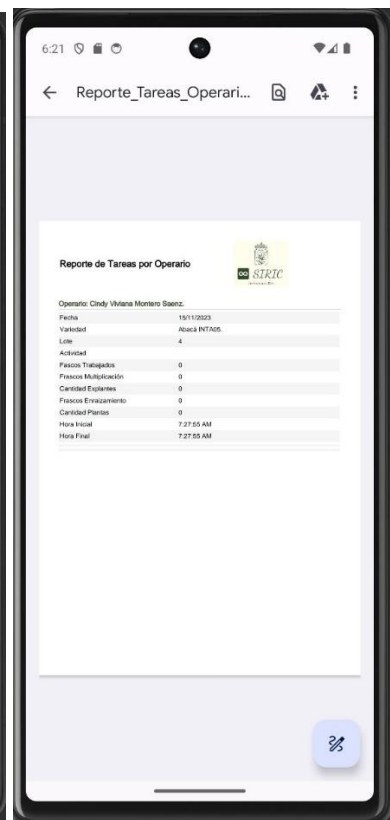 6:21
Reporte_Tareas_Operari...
Reporte de Tareas por Operario
SIRIC
Operario: Cindy Viviana Montero Saenz.
Fecha 15/11/2023
Variedad Abacá INTA05.
Lote 4
Actividad
Fascos Trabajados 0
Frascos Multiplicación 0
Cantidad Explantes 0
Frascos Enraizamiento 0
Cantidad Plantas 0
Hora Inicial 7:27:55 AM
Hora Final 7:27:55 AM